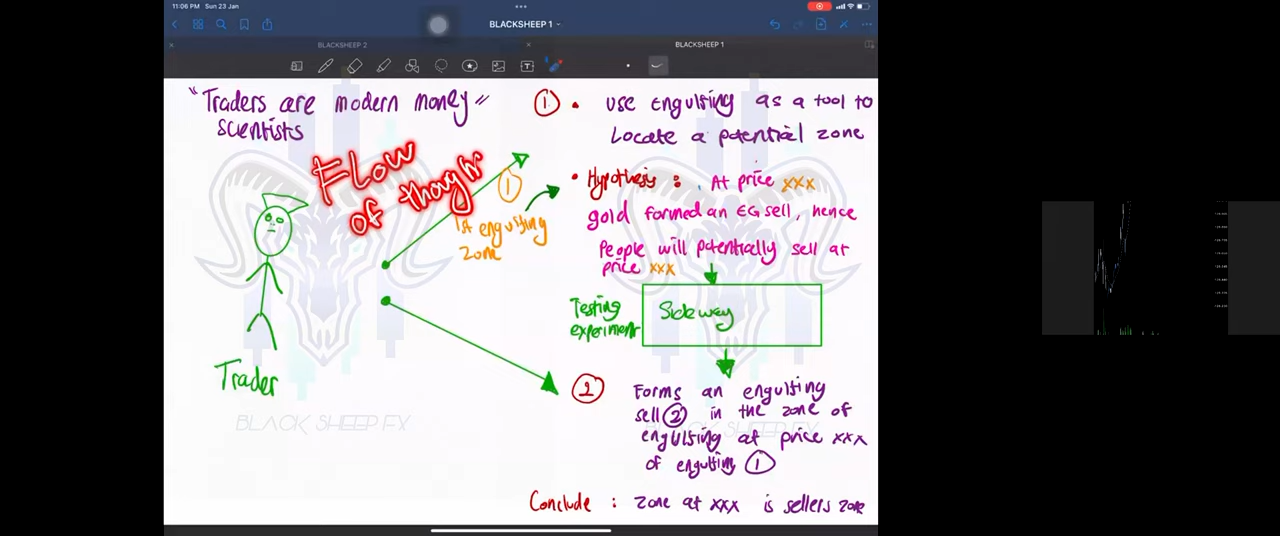 11:06 PM Sun 23 Jan
BLACKSHEEP 1
BLACKSHEEP 2
BLACKSHEEP 1
"Traders are modern money"
scientists
FLOW
of thought
1
1st engulfing
zone
Trader
1 • Use Engulfing as a tool to
Locate a potential zone
• Hypothesis : At price xxx
gold formed an EG sell, hence
People will potentially sell at
price xxx
Testing
experiment
Sideway
2 Forms an engulfing
sell 2 in the zone of
engulfing at price xxx
of engulfing 1
Conclude : Zone at xxx is sellers zone
BLACK SHEEP FX
BLACK SHEEP FX